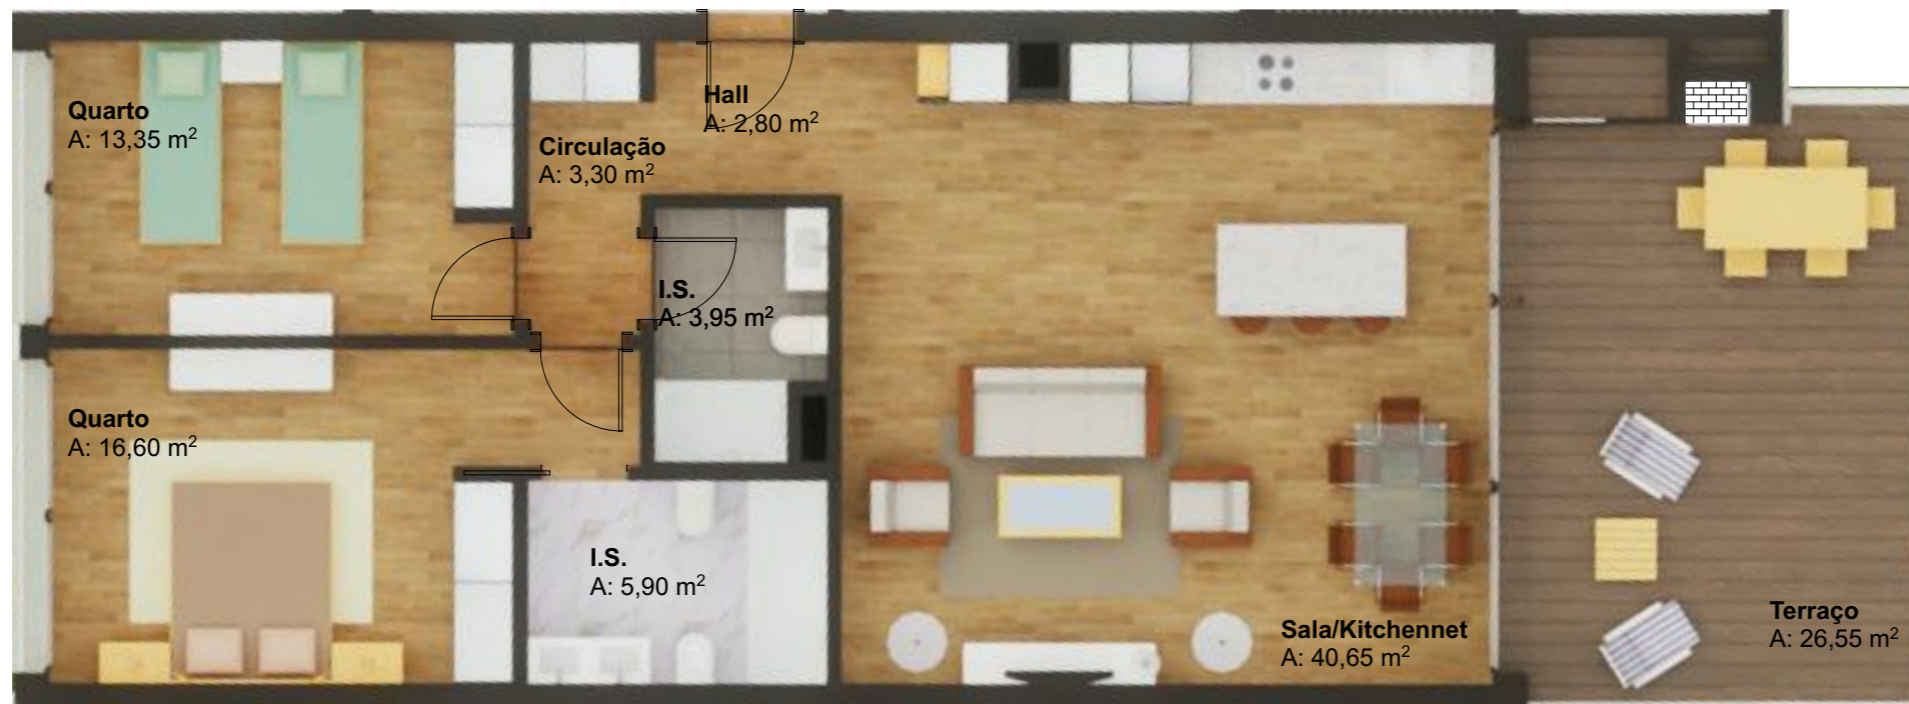 Quarto
A: 13,35 m²
Hall
A: 2,80 m²
Circulação
A: 3,30 m²
I.S.
A: 3,95 m²
Quarto
A: 16,60 m²
I.S.
A: 5,90 m²
Sala/Kitchennet
A: 40,65 m²
Terraço
A: 26,55 m²